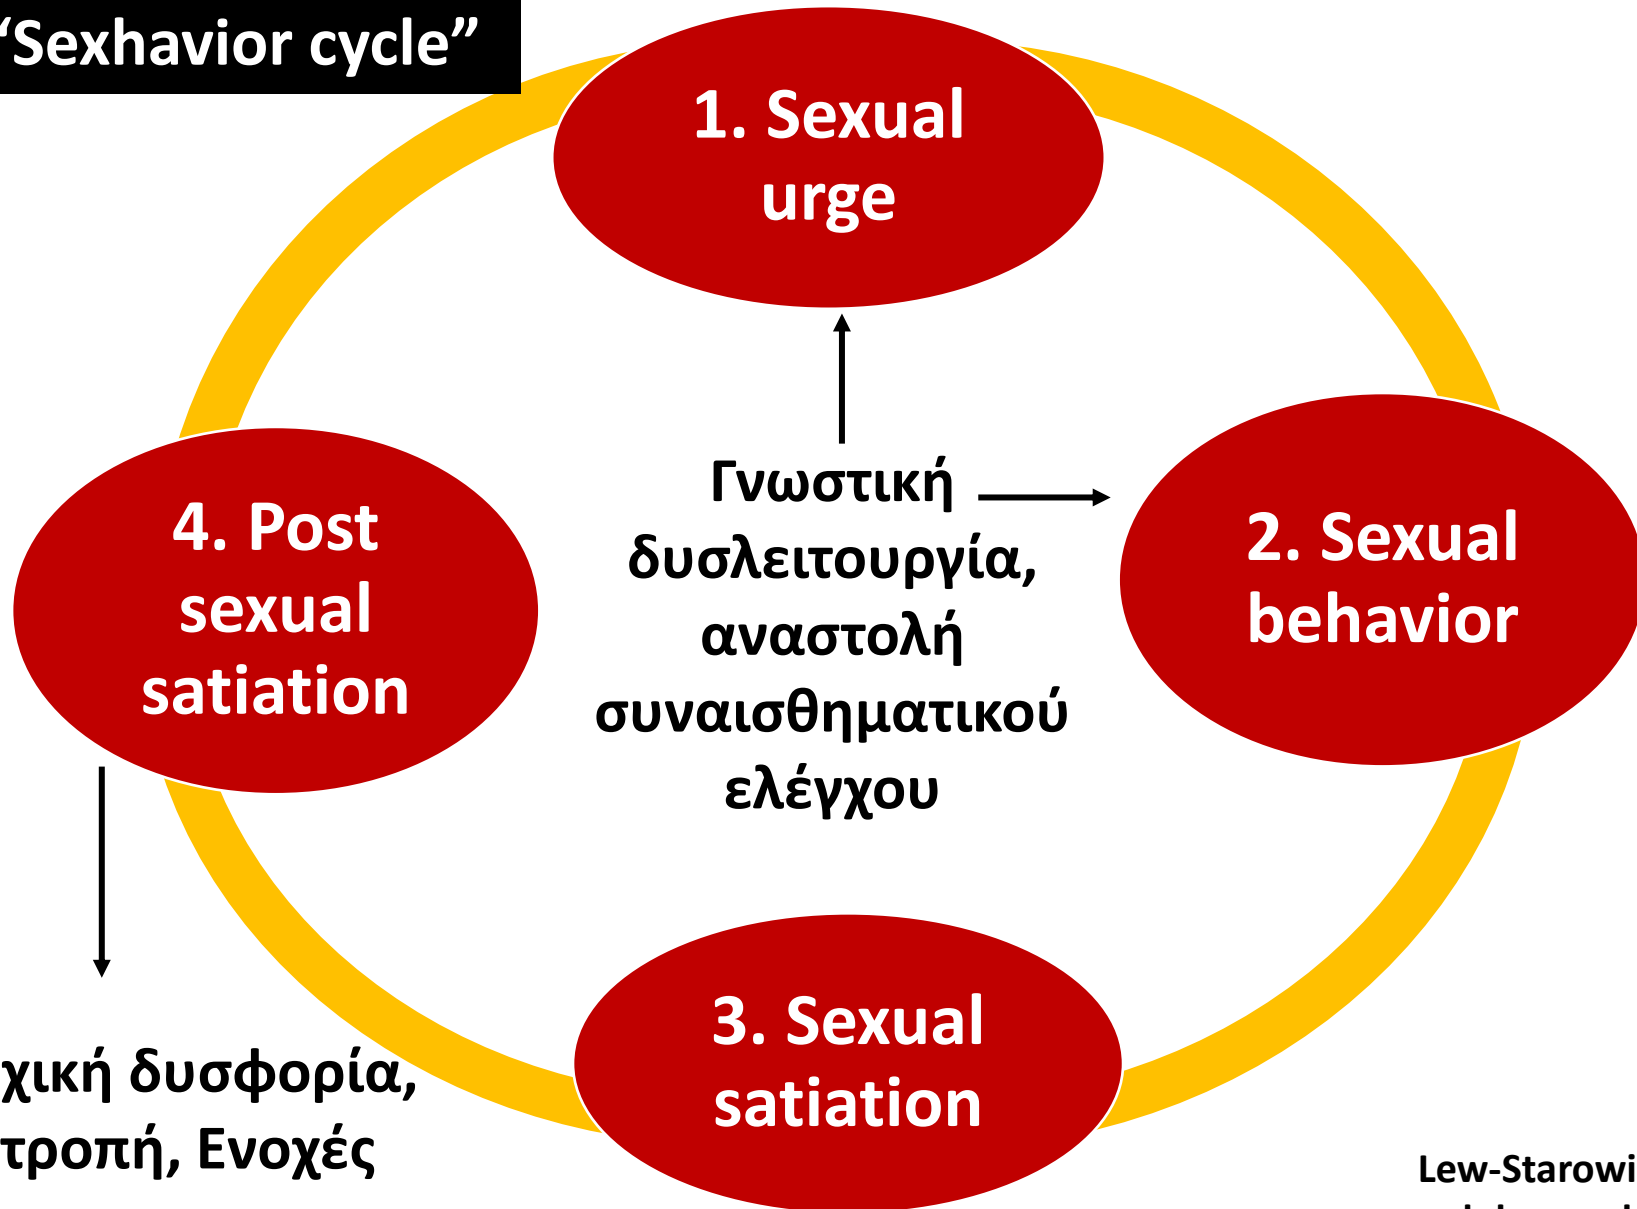 “Sexhavior cycle”
1. Sexual
urge
2. Sexual
behavior
3. Sexual
satiation
4. Post
sexual
satiation
Γνωστική
δυσλειτουργία,
αναστολή
συναισθηματικού
ελέγχου
χική δυσφορία,
τροπή, Ενοχές
Lew-Starowi